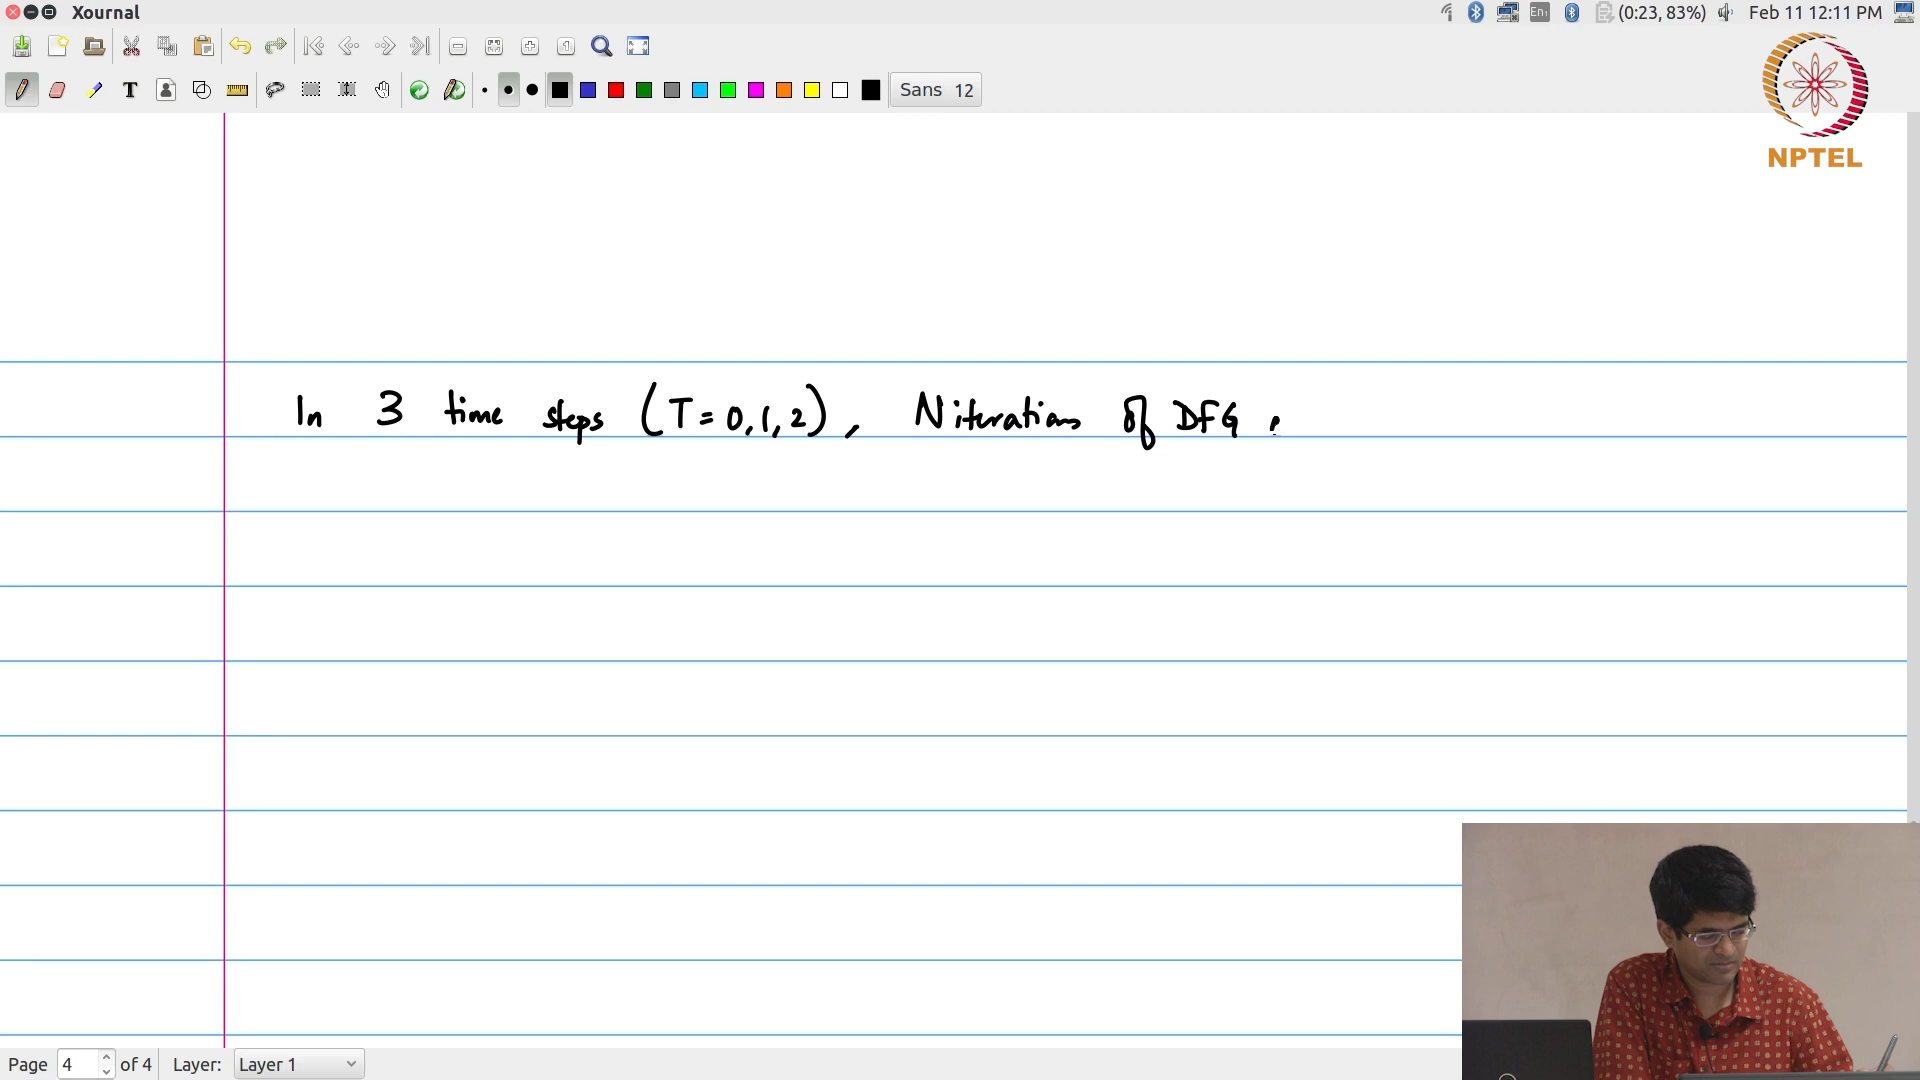 Xournal
En1 (0:23, 83%) Feb 11 12:11 PM
Sans 12
NPTEL
In 3 time steps (T = 0, 1, 2), N iterations of DFG
Page 4 of 4 Layer: Layer 1